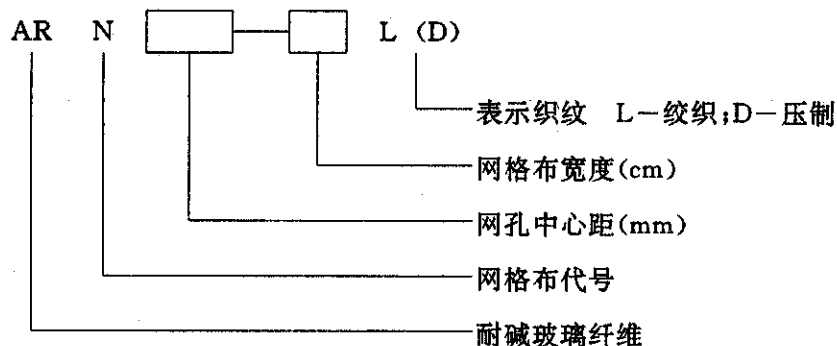 AR N — L (D)
表示织纹 L-绞织;D-压制
网格布宽度(cm)
网孔中心距(mm)
网格布代号
耐碱玻璃纤维